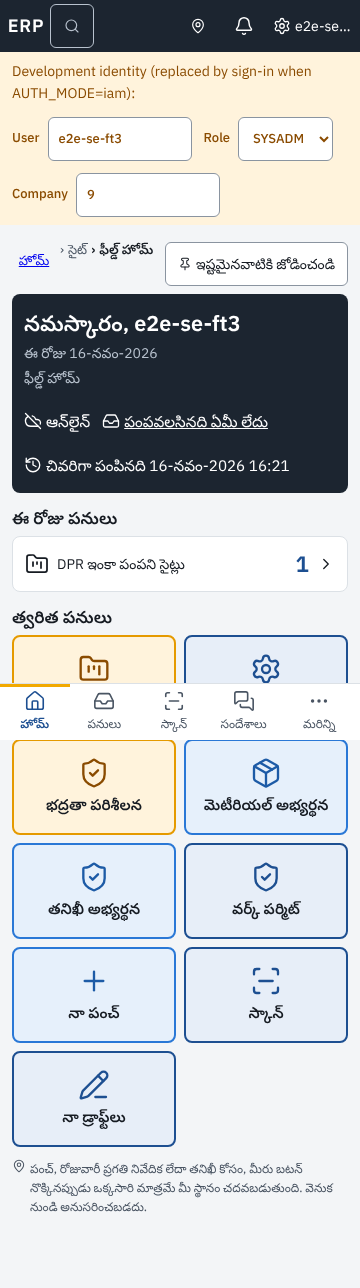 ERP
e2e-se...
Development identity (replaced by sign-in when
AUTH_MODE=iam):
User e2e-se-ft3 Role SYSADM
Company 9
హోమ్ › సైట్ › ఫీల్డ్ హోమ్
ఇష్టమైనవాటికి జోడించండి
నమస్కారం, e2e-se-ft3
ఈ రోజు 16-నవం-2026
ఫీల్డ్ హోమ్
ఆన్‌లైన్ పంపవలసినది ఏమీ లేదు
చివరిగా పంపినది 16-నవం-2026 16:21
ఈ రోజు పనులు
DPR ఇంకా పంపని సైట్లు 1
త్వరిత పనులు
హోమ్ పనులు స్కాన్ సందేశాలు మరిన్ని
భద్రతా పరిశీలన మెటీరియల్ అభ్యర్థన
తనిఖీ అభ్యర్థన వర్క్ పర్మిట్
నా పంచ్ స్కాన్
నా డ్రాఫ్ట్‌లు
పంచ్, రోజువారీ ప్రగతి నివేదిక లేదా తనిఖీ కోసం, మీరు బటన్
నొక్కినప్పుడు ఒక్కసారి మాత్రమే మీ స్థానం చదవబడుతుంది. వెనుక
నుండి అనుసరించబడదు.